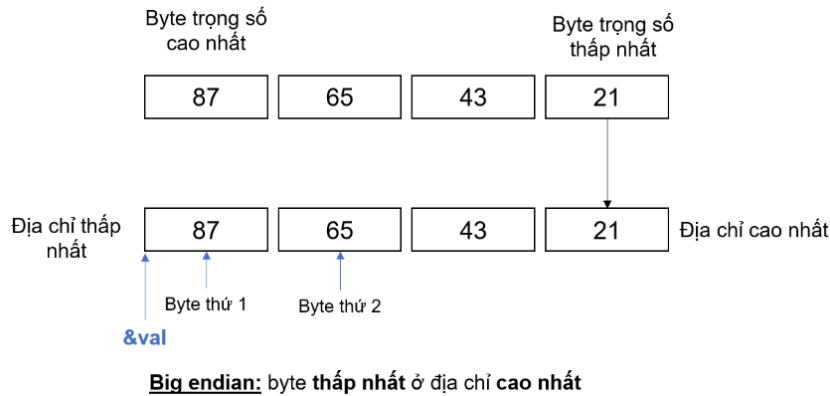 Byte trọng số
cao nhất
Byte trọng số
thấp nhất
87 65 43 21
Địa chỉ thấp
nhất
87 65 43 21
Địa chỉ cao nhất
Byte thứ 1
Byte thứ 2
&val
Big endian: byte thấp nhất ở địa chỉ cao nhất